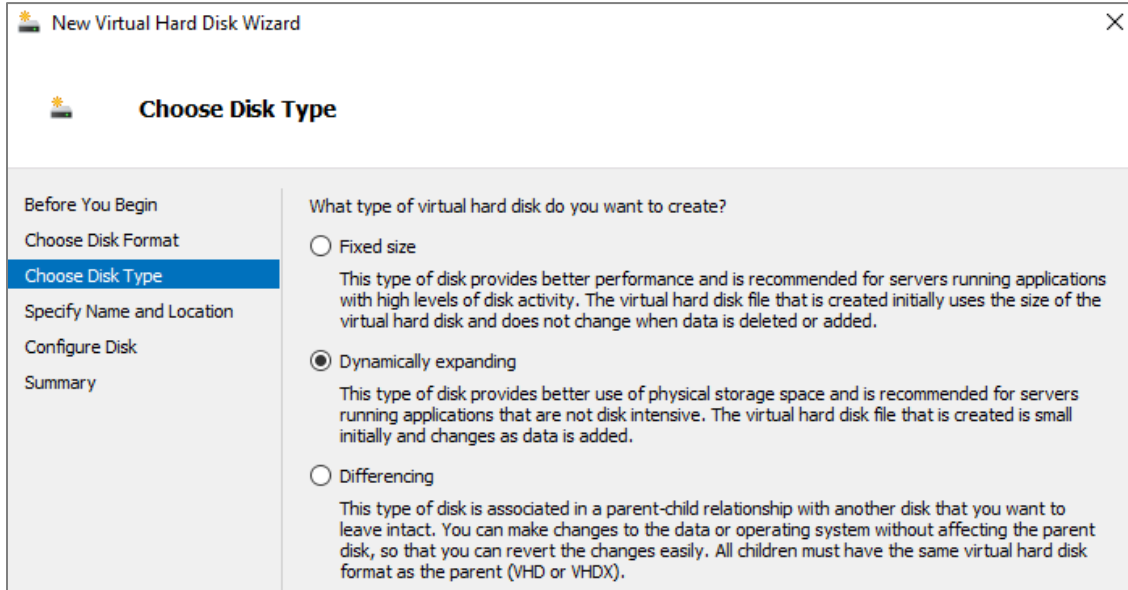 New Virtual Hard Disk Wizard
Choose Disk Type
Before You Begin
Choose Disk Format
Choose Disk Type
Specify Name and Location
Configure Disk
Summary
What type of virtual hard disk do you want to create?
Fixed size
This type of disk provides better performance and is recommended for servers running applications
with high levels of disk activity. The virtual hard disk file that is created initially uses the size of the
virtual hard disk and does not change when data is deleted or added.
Dynamically expanding
This type of disk provides better use of physical storage space and is recommended for servers
running applications that are not disk intensive. The virtual hard disk file that is created is small
initially and changes as data is added.
Differencing
This type of disk is associated in a parent-child relationship with another disk that you want to
leave intact. You can make changes to the data or operating system without affecting the parent
disk, so that you can revert the changes easily. All children must have the same virtual hard disk
format as the parent (VHD or VHDX).